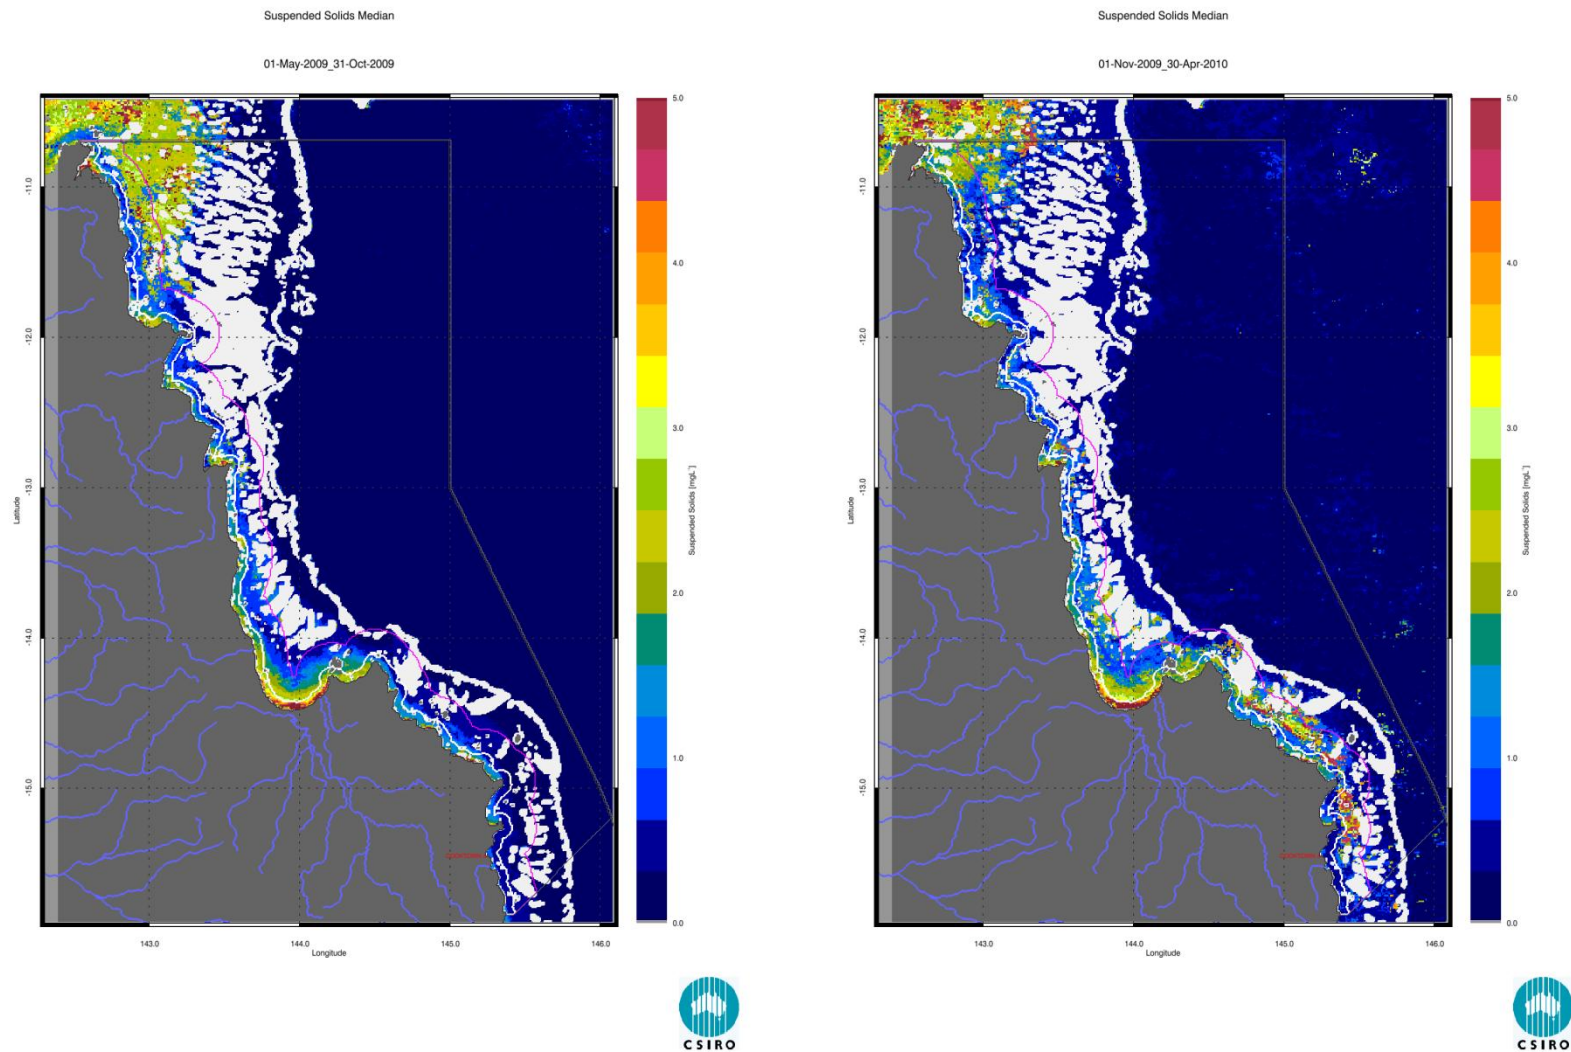 Suspended Solids Median
01-May-2009_31-Oct-2009
5.0
4.0
3.0
2.0
1.0
0.0
Suspended Solids [mgL⁻¹]
-11.0
-12.0
-13.0
-14.0
-15.0
Latitude
143.0 144.0 145.0 146.0
Longitude
CSIRO
Suspended Solids Median
01-Nov-2009_30-Apr-2010
5.0
4.0
3.0
2.0
1.0
0.0
Suspended Solids [mgL⁻¹]
-11.0
-12.0
-13.0
-14.0
-15.0
Latitude
143.0 144.0 145.0 146.0
Longitude
CSIRO